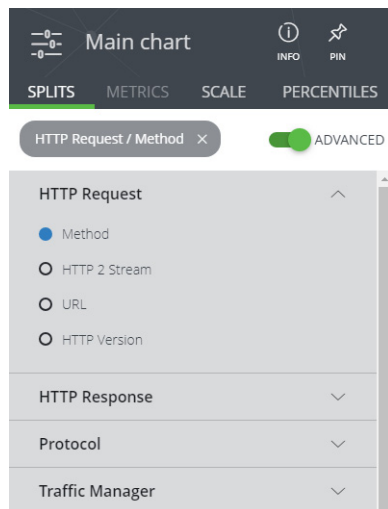 Main chart
INFO
PIN
SPLITS METRICS SCALE PERCENTILES
HTTP Request / Method ×
ADVANCED
HTTP Request
Method
HTTP 2 Stream
URL
HTTP Version
HTTP Response
Protocol
Traffic Manager